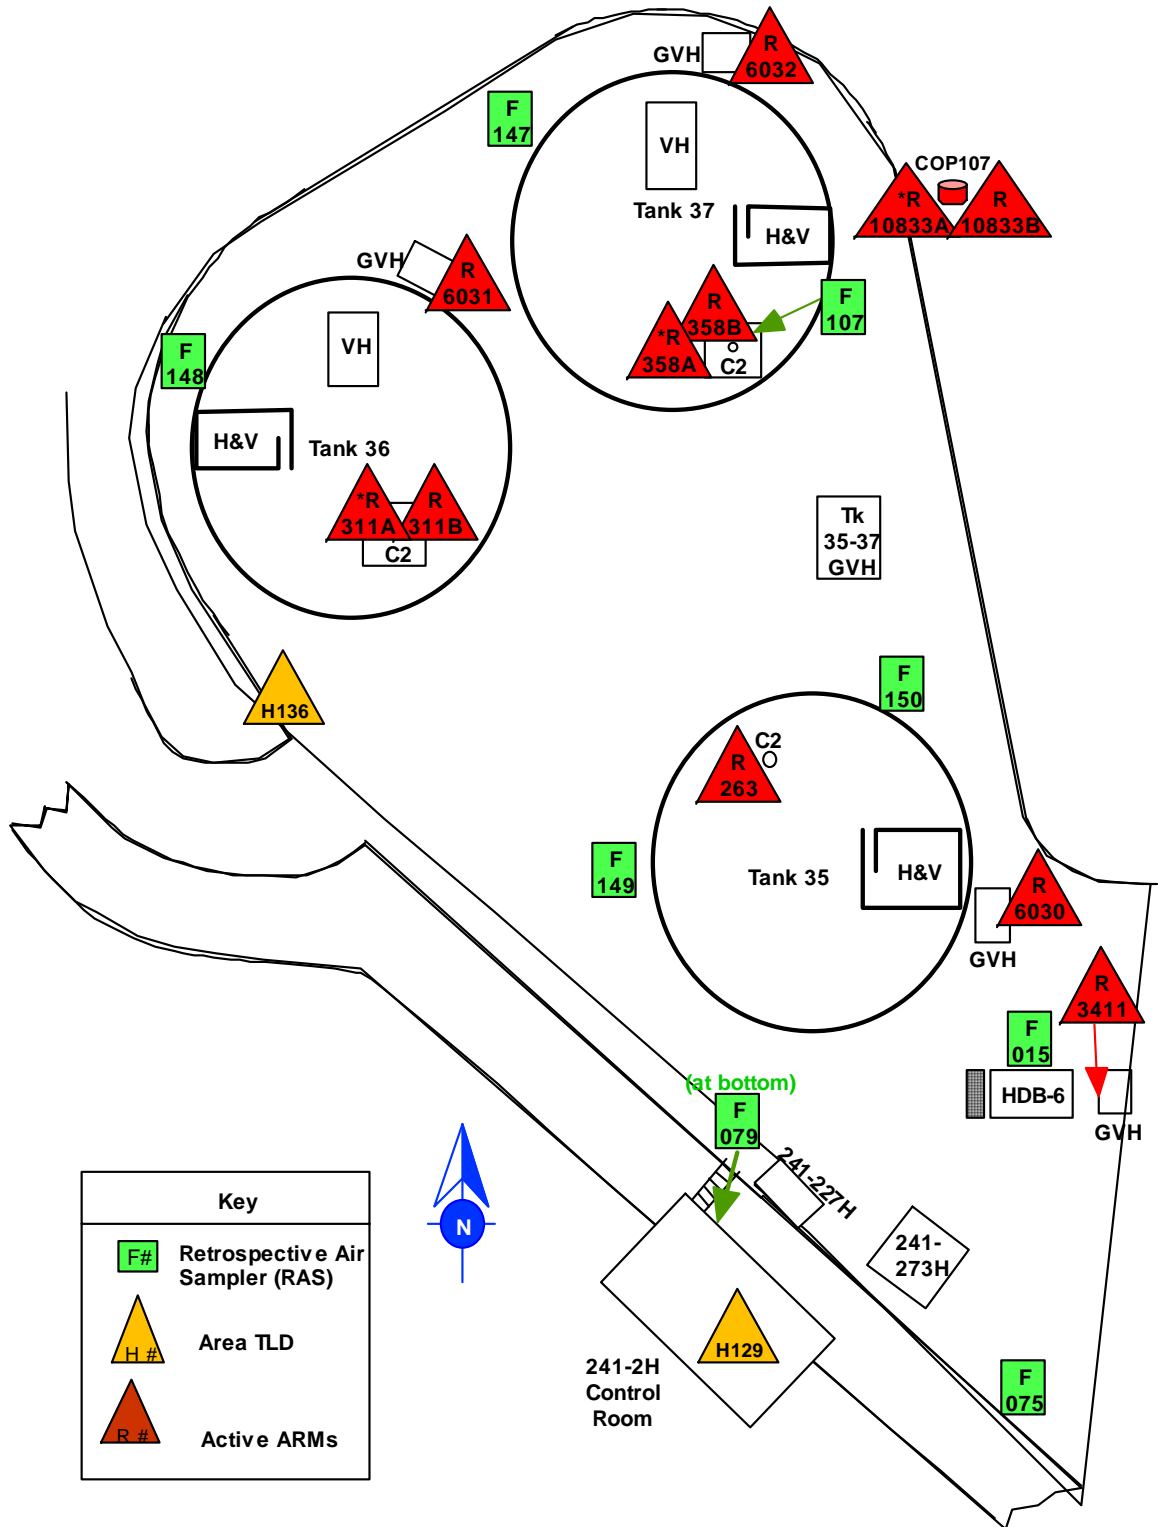 GVH
R
6032
F
147
VH
Tank 37
COP107
*R
10833A
R
10833B
H&V
GVH
R
6031
R
358B
F
107
*R
358A
C2
F
148
VH
H&V
Tank 36
*R
311A
R
311B
C2
Tk
35-37
GVH
H136
F
150
C2
R
263
F
149
Tank 35
H&V
R
6030
GVH
R
3411
F
015
HDB-6
GVH
(at bottom)
F
079
241-227H
241-
273H
N
H129
241-2H
Control
Room
F
075
Key
F#
Retrospective Air
Sampler (RAS)
H #
Area TLD
R #
Active ARMs